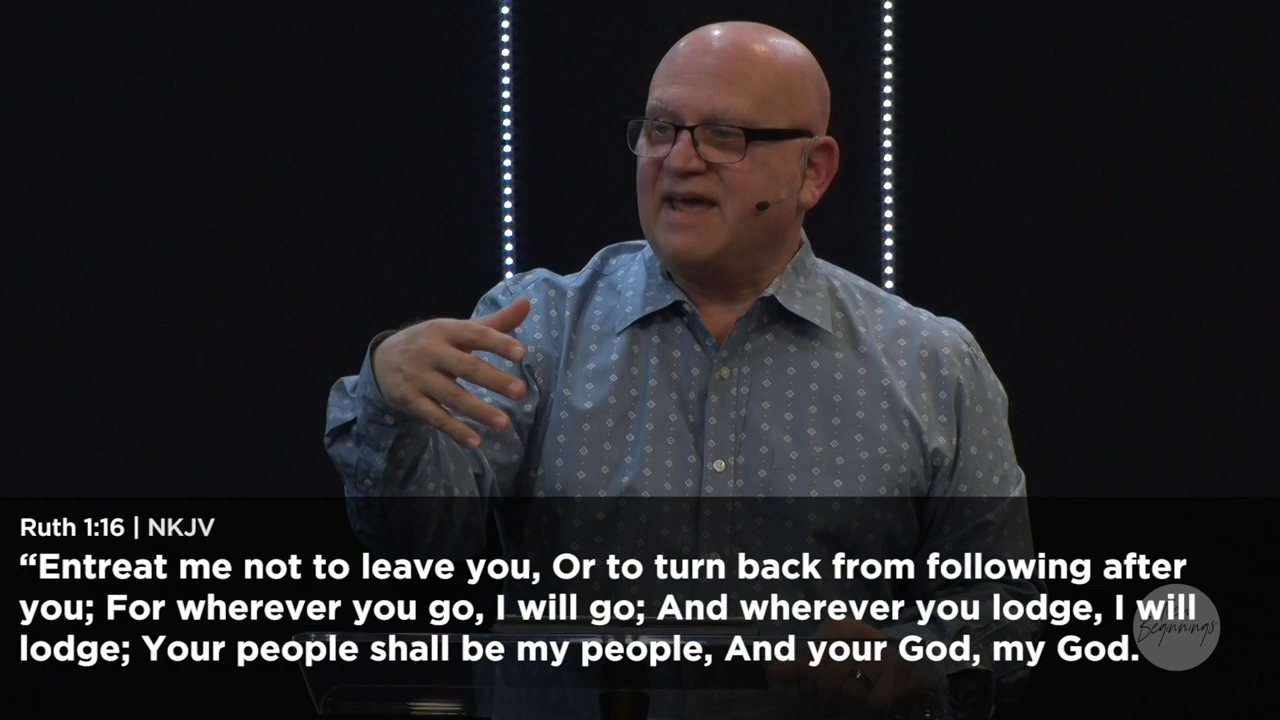 Ruth 1:16 | NKJV
“Entreat me not to leave you, Or to turn back from following after
you; For wherever you go, I will go; And wherever you lodge, I will
lodge; Your people shall be my people, And your God, my God.
Beginnings